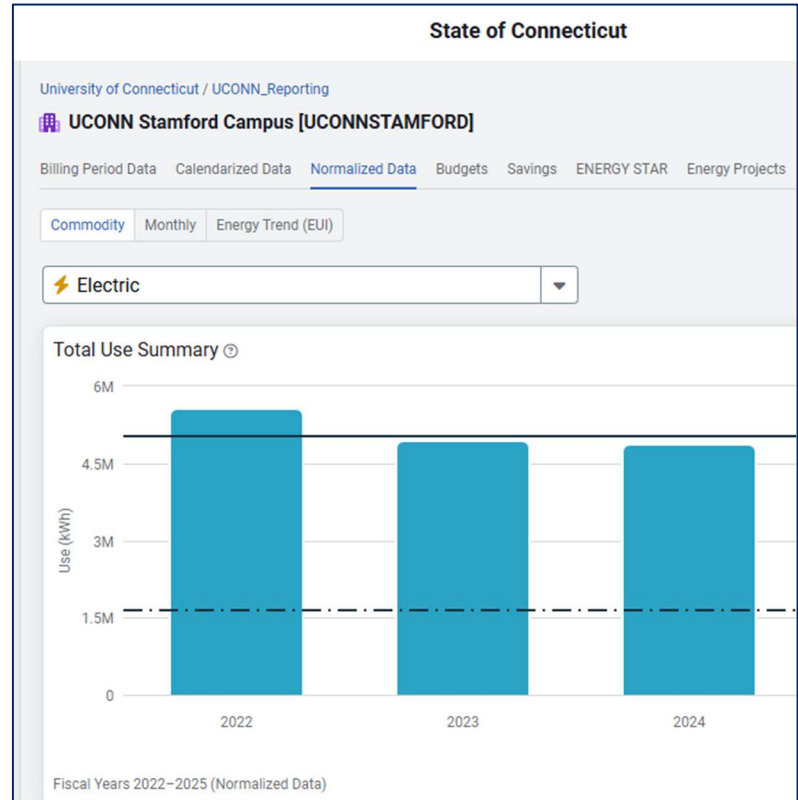 State of Connecticut
University of Connecticut / UCONN_Reporting
UCONN Stamford Campus [UCONNSTAMFORD]
Billing Period Data Calendarized Data Normalized Data Budgets Savings ENERGY STAR Energy Projects
Commodity Monthly Energy Trend (EUI)
Electric
Total Use Summary ?
6M
4.5M
3M
1.5M
0
Use (kWh)
2022 2023 2024
Fiscal Years 2022–2025 (Normalized Data)